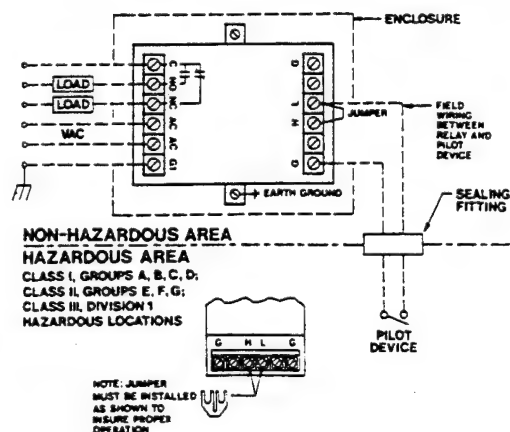 ENCLOSURE
C
NO
NC
AC
AC
G1
LOAD
LOAD
VAC
G
L
H
G
JUMPER
FIELD
WIRING
BETWEEN
RELAY AND
PILOT
DEVICE
EARTH GROUND
SEALING
FITTING
NON-HAZARDOUS AREA
HAZARDOUS AREA
CLASS I, GROUPS A, B, C, D;
CLASS II, GROUPS E, F, G;
CLASS III, DIVISION 1
HAZARDOUS LOCATIONS
PILOT
DEVICE
G H L G
NOTE: JUMPER
MUST BE INSTALLED
AS SHOWN TO
INSURE PROPER
OPERATION